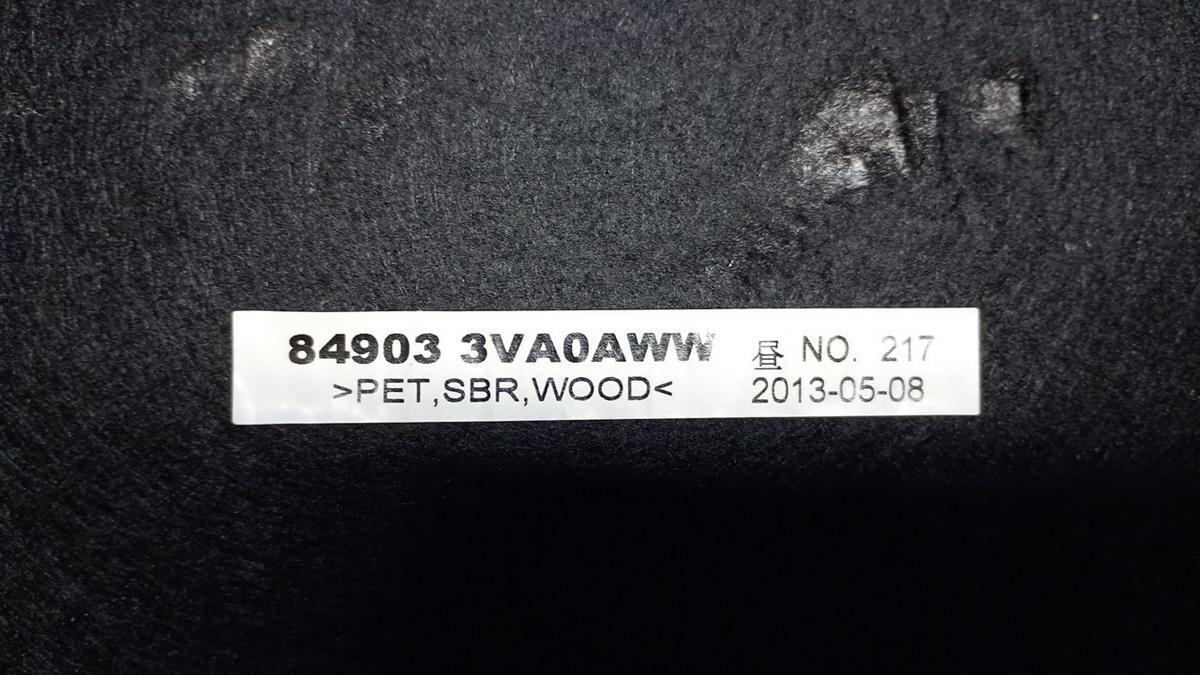 84903 3VA0AWW 昼 NO. 217
>PET,SBR,WOOD< 2013-05-08